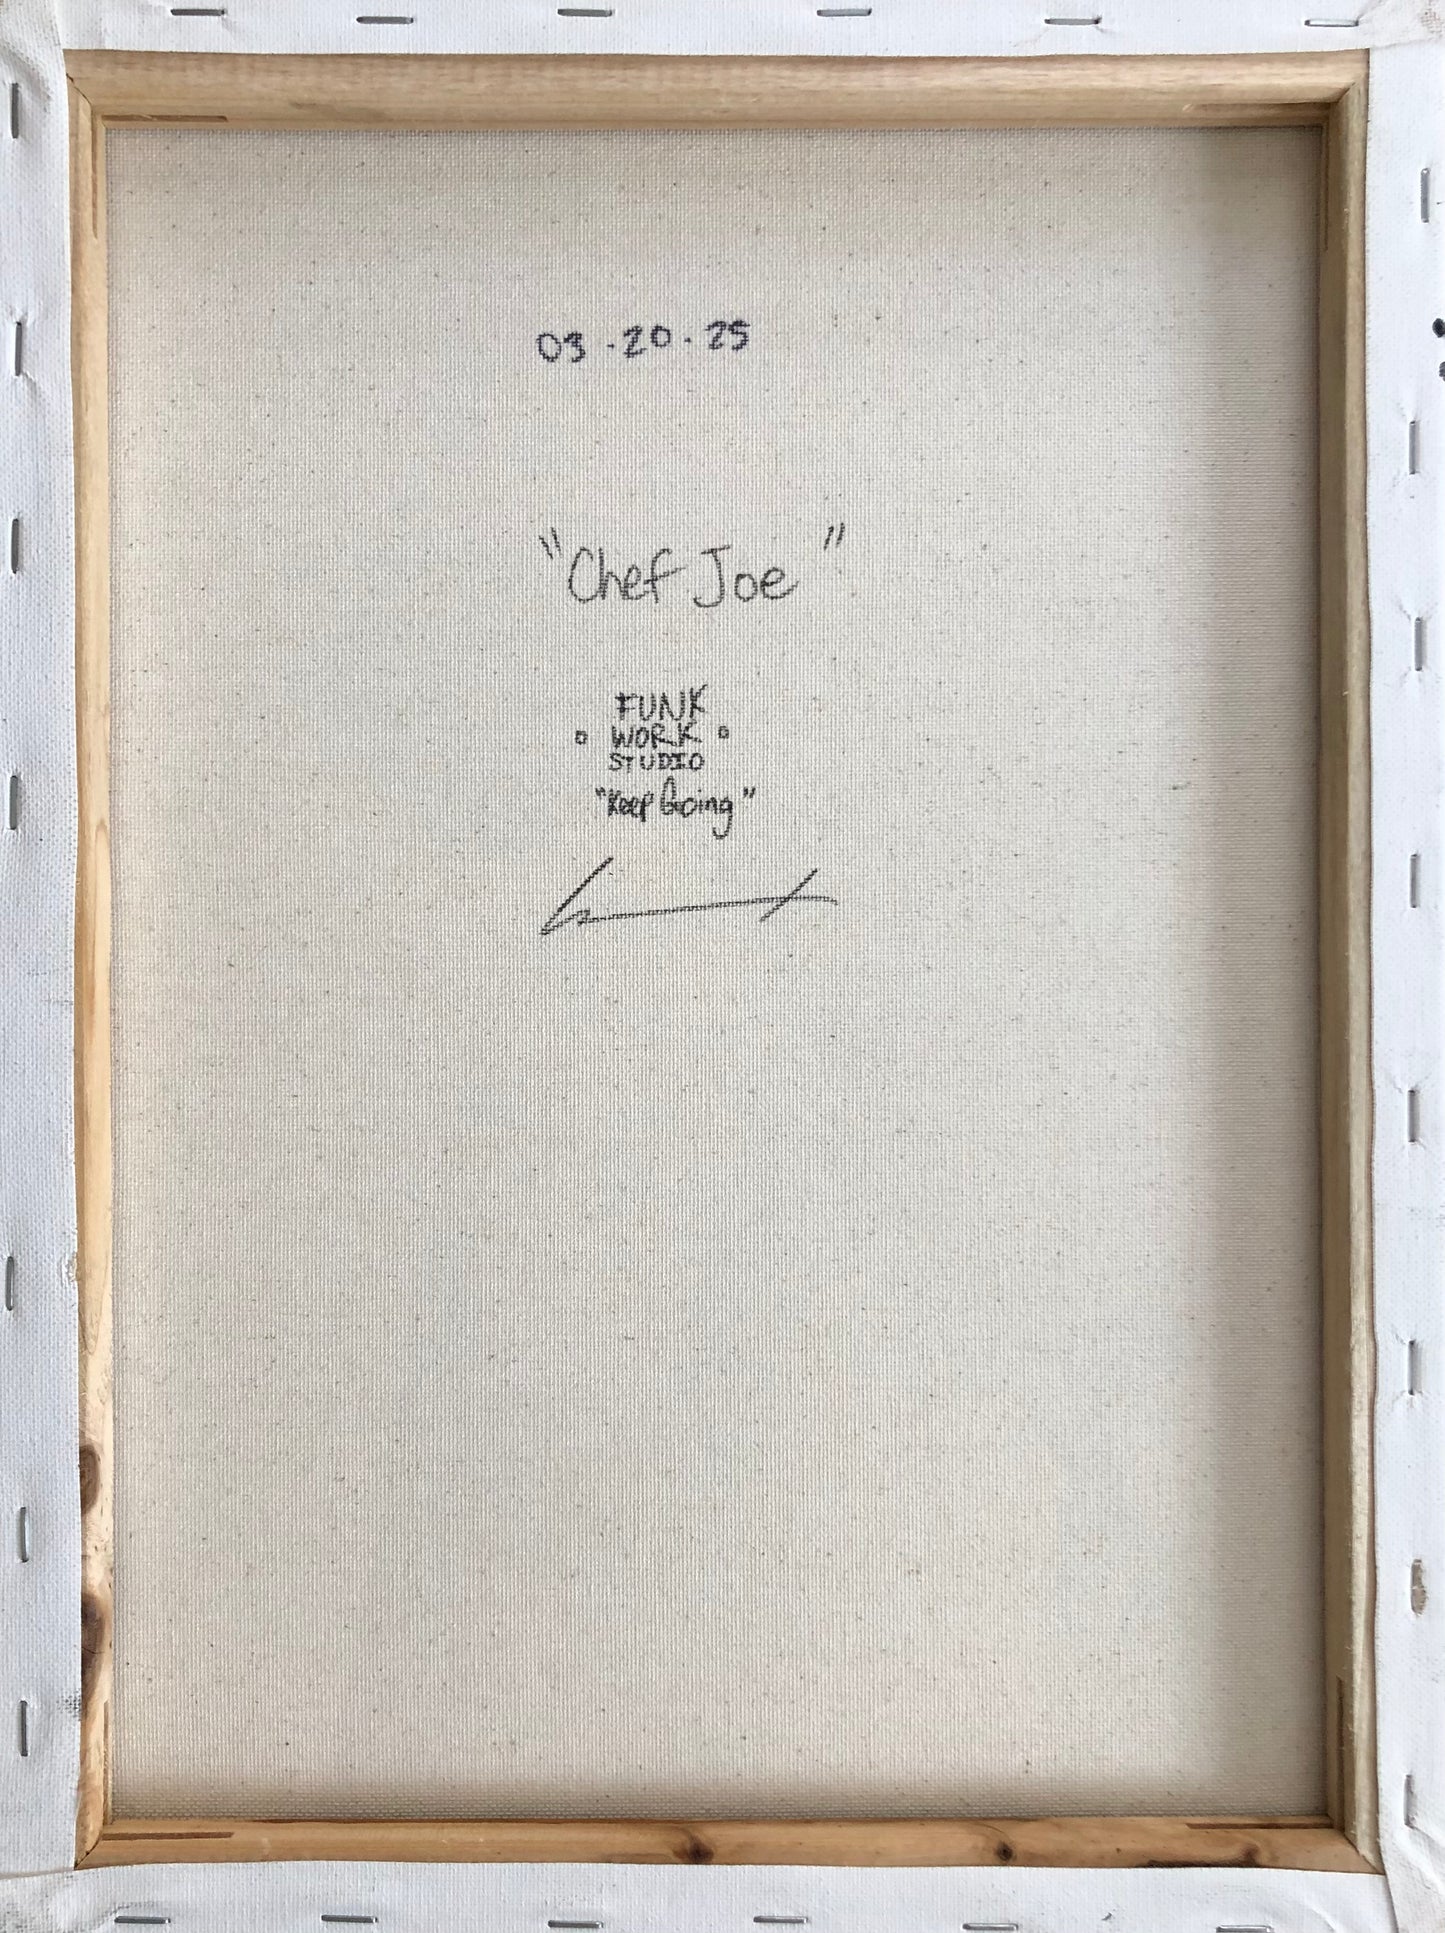 03.20.25
"Chef Joe"
FUNK
WORK
STUDIO
"Keep Going"